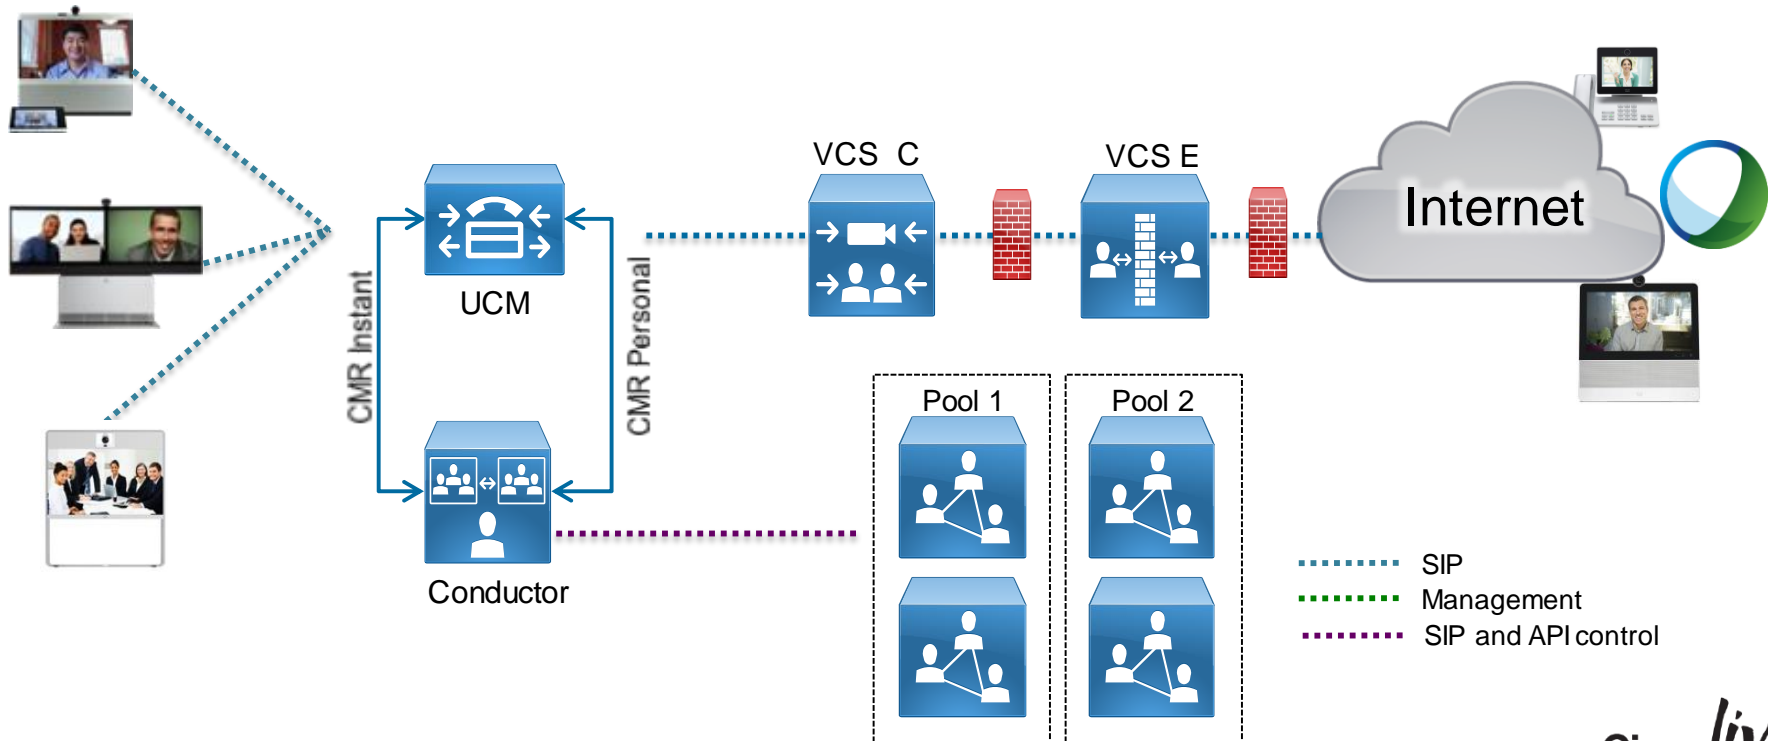 VCS C
VCS E
Internet
UCM
CMR Instant
CMR Personal
Pool 1
Pool 2
Conductor
SIP
Management
SIP and API control